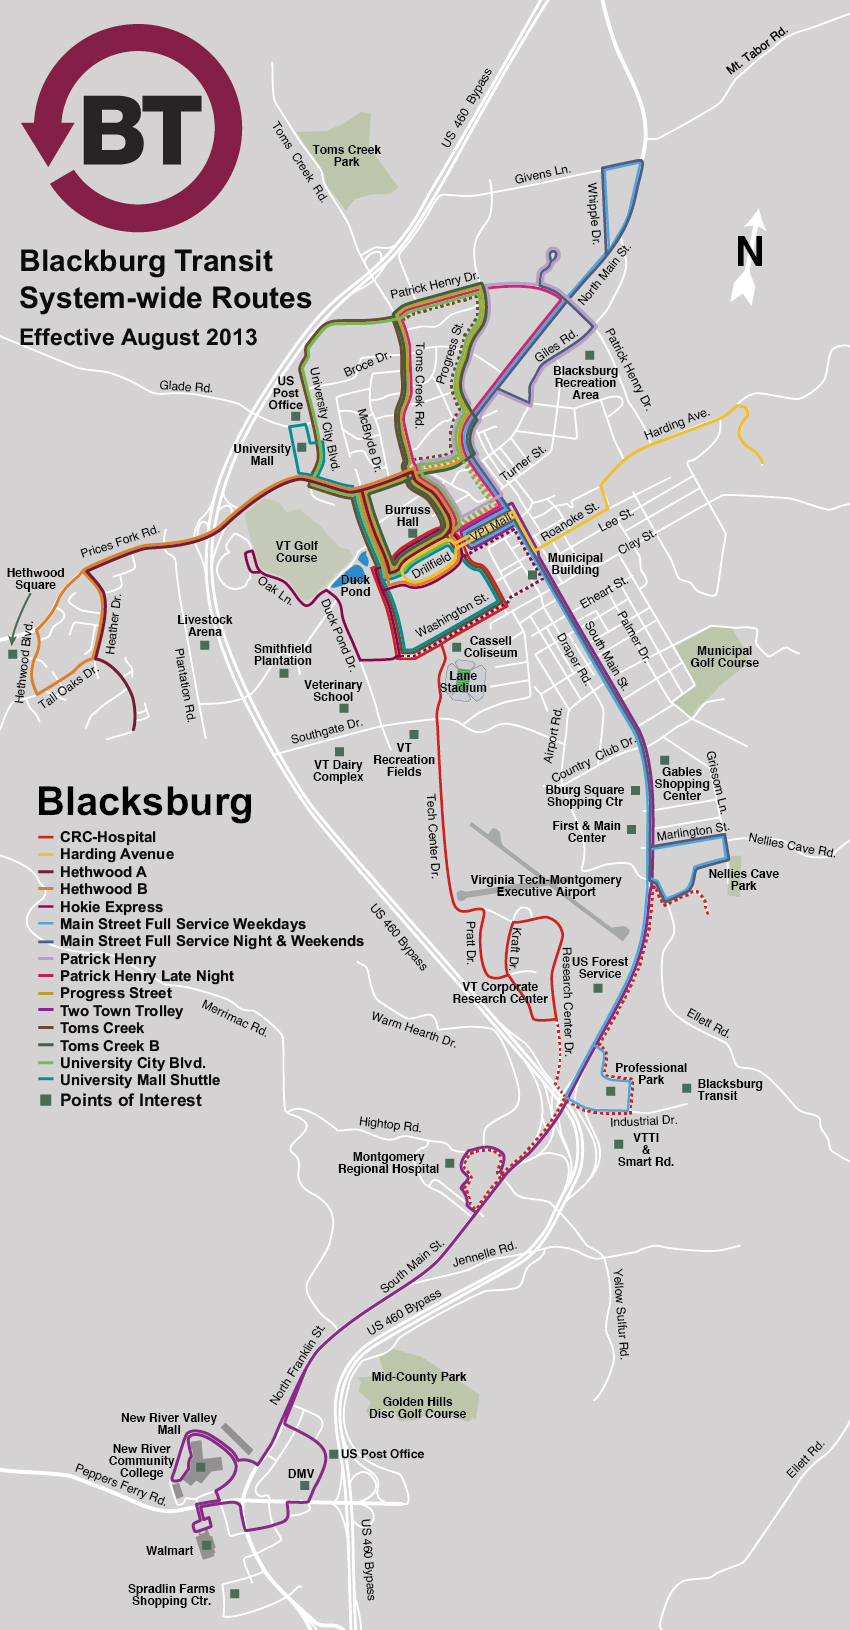 BT
Blackburg Transit
System-wide Routes
Effective August 2013
Mt. Tabor Rd.
US 460 Bypass
Toms Creek Rd.
Toms Creek
Park
Givens Ln.
Whipple Dr.
N
North Main St.
Patrick Henry Dr.
Giles Rd.
Patrick Henry Dr.
Blacksburg
Recreation
Area
Progress St.
Toms Creek Rd.
Broce Dr.
McBryde Dr.
University City Blvd.
Glade Rd.
US
Post
Office
University
Mall
Harding Ave.
Turner St.
Roanoke St.
Lee St.
Clay St.
Burruss
Hall
VPI Mall
Drillfield
Prices Fork Rd.
VT Golf
Course
Duck
Pond
Oak Ln.
Duck Pond Dr.
Washington St.
Municipal
Building
Eheart St.
Palmer Dr.
South Main St.
Draper Rd.
Hethwood
Square
Hethwood Blvd.
Heather Dr.
Tall Oaks Dr.
Livestock
Arena
Plantation Rd.
Smithfield
Plantation
Veterinary
School
Southgate Dr.
VT Dairy
Complex
VT
Recreation
Fields
Cassell
Coliseum
Lane
Stadium
Municipal
Golf Course
Airport Rd.
Country Club Dr.
Gables
Shopping
Center
Grissom Ln.
Bburg Square
Shopping Ctr
First & Main
Center
Marlington St.
Nellies Cave Rd.
Nellies Cave
Park
Tech Center Dr.
Virginia Tech-Montgomery
Executive Airport
Blacksburg
CRC-Hospital
Harding Avenue
Hethwood A
Hethwood B
Hokie Express
Main Street Full Service Weekdays
Main Street Full Service Night & Weekends
Patrick Henry
Patrick Henry Late Night
Progress Street
Two Town Trolley
Toms Creek
Toms Creek B
University City Blvd.
University Mall Shuttle
Points of Interest
US 460 Bypass
Pratt Dr.
Kraft Dr.
Research Center Dr.
VT Corporate
Research Center
US Forest
Service
Merrimac Rd.
Warm Hearth Dr.
Ellett Rd.
Professional
Park
Blacksburg
Transit
Industrial Dr.
VTTI
&
Smart Rd.
Hightop Rd.
Montgomery
Regional Hospital
South Main St.
Jennelle Rd.
US 460 Bypass
Yellow Sulfur Rd.
North Franklin St.
Mid-County Park
Golden Hills
Disc Golf Course
New River Valley
Mall
New River
Community
College
US Post Office
DMV
Peppers Ferry Rd.
Ellett Rd.
Walmart
US 460 Bypass
Spradlin Farms
Shopping Ctr.